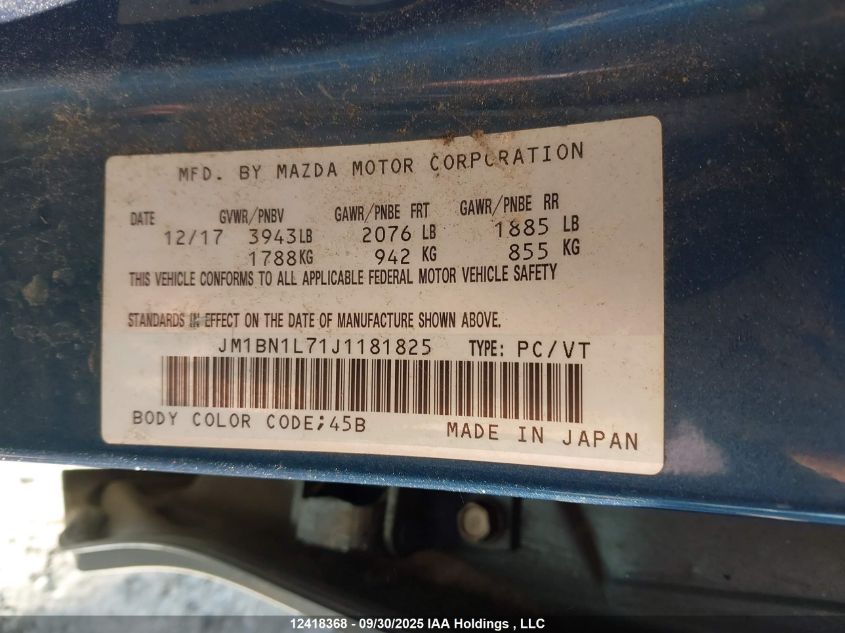 MFD. BY MAZDA MOTOR CORPORATION
DATE GVWR/PNBV GAWR/PNBE FRT GAWR/PNBE RR
12/17 3943LB 2076 LB 1885 LB
1788KG 942 KG 855 KG
THIS VEHICLE CONFORMS TO ALL APPLICABLE FEDERAL MOTOR VEHICLE SAFETY
STANDARDS IN EFFECT ON THE DATE OF MANUFACTURE SHOWN ABOVE.
JM1BN1L71J1181825 TYPE: PC/VT
BODY COLOR CODE;45B MADE IN JAPAN
12418368 - 09/30/2025 IAA Holdings , LLC